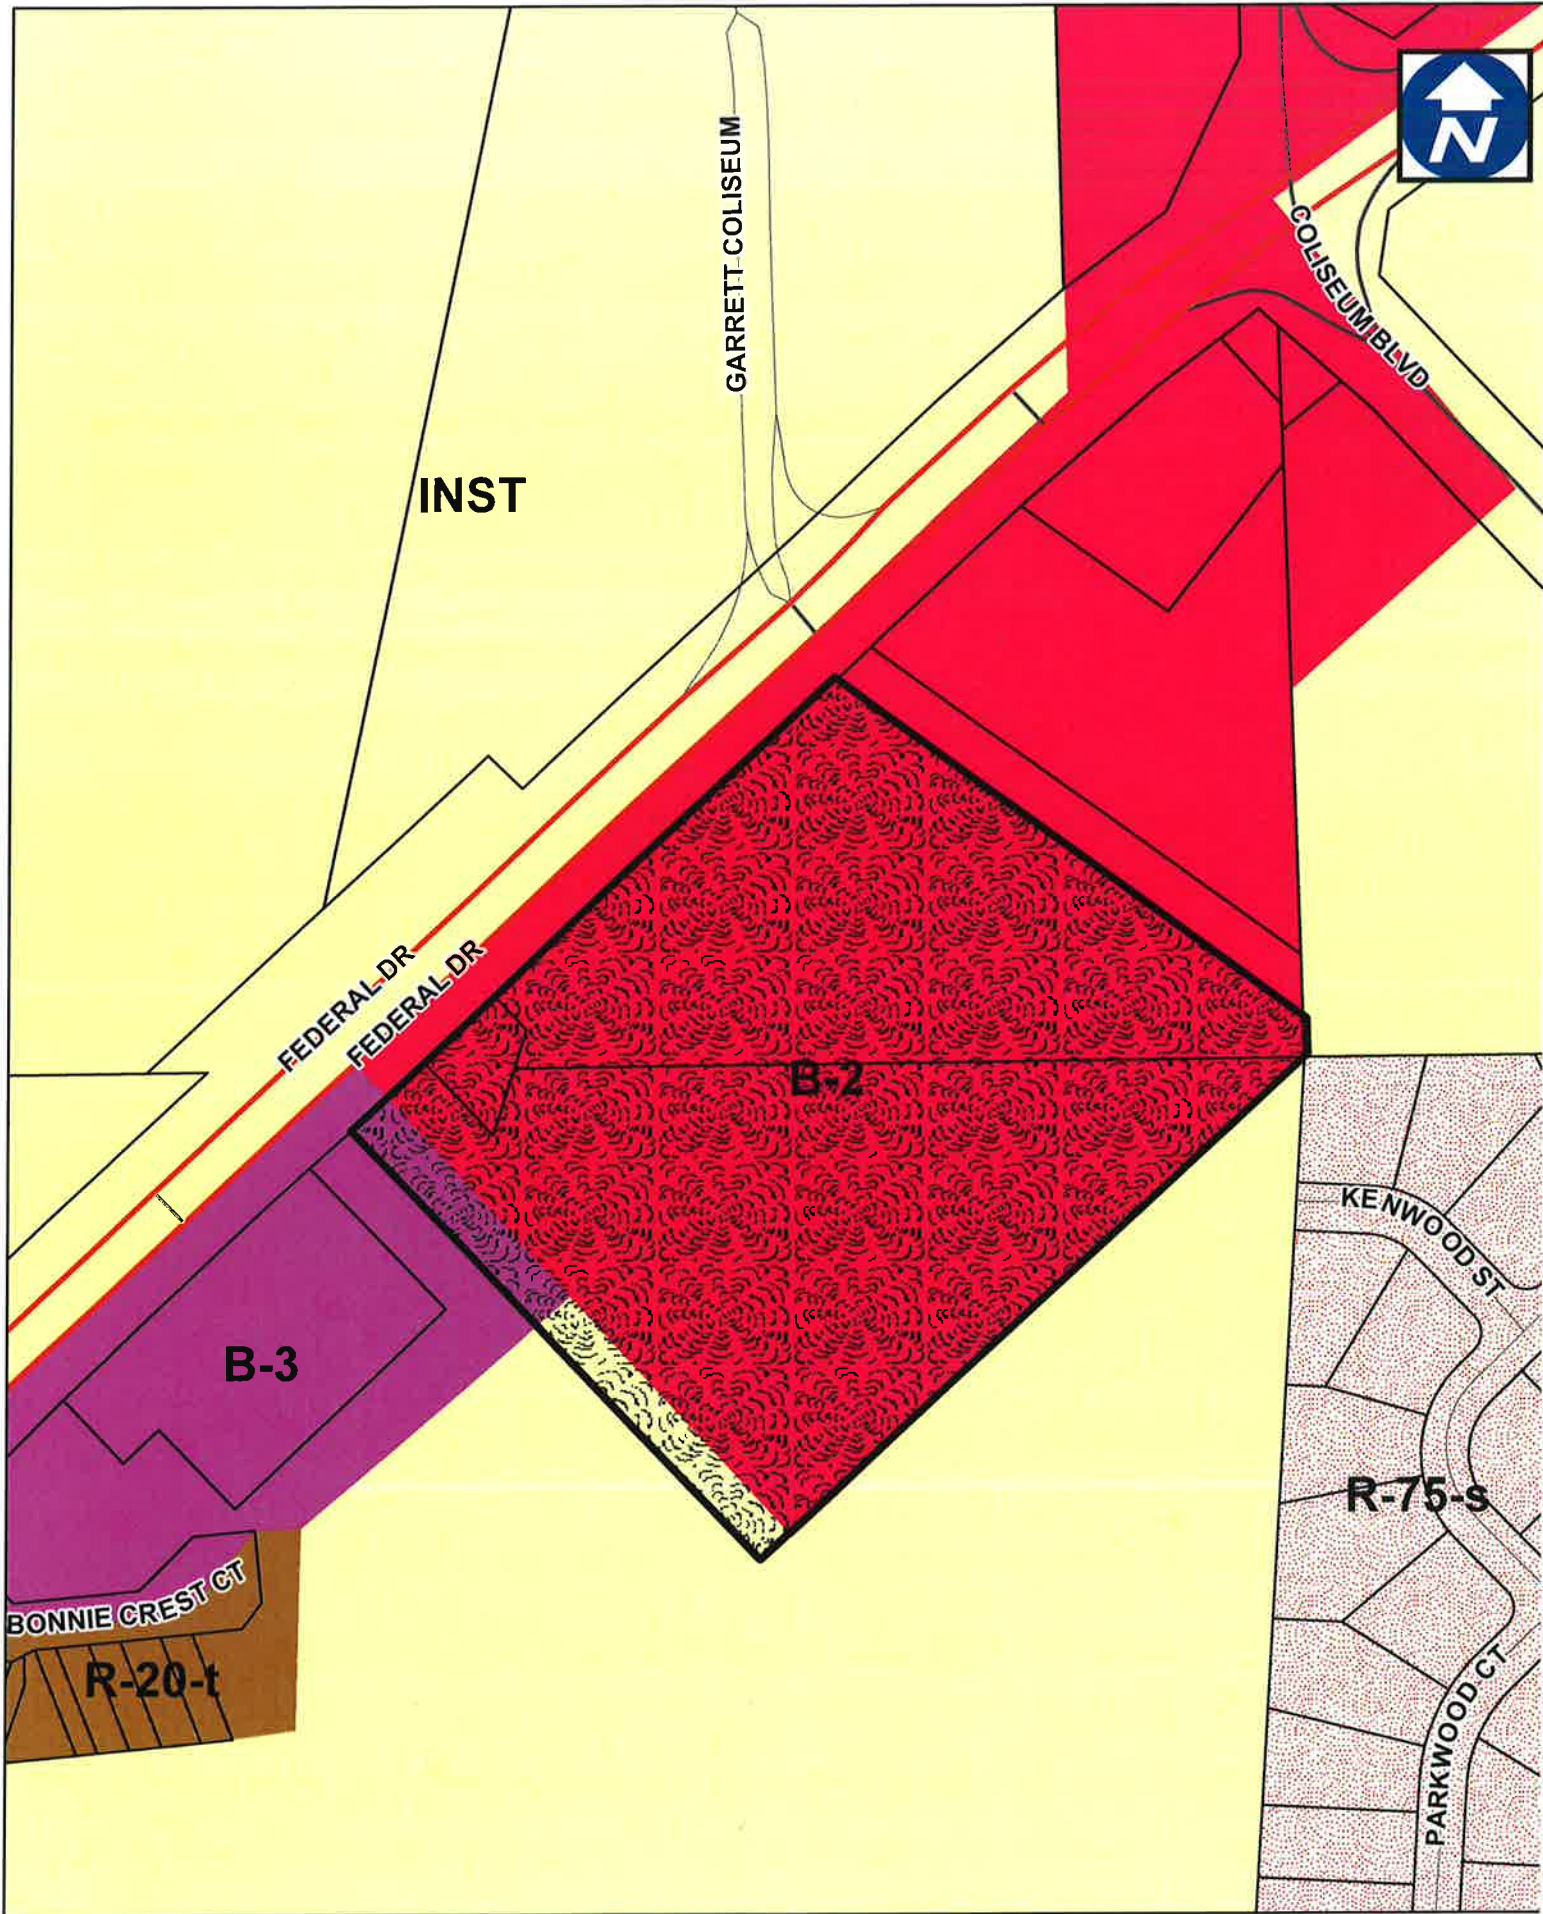 N
GARRETT COLISEUM
COLISEUM BLVD
INST
FEDERAL DR
FEDERAL DR
B-2
KENWOOD ST
B-3
R-75-s
BONNIE CREST CT
R-20-t
PARKWOOD CT